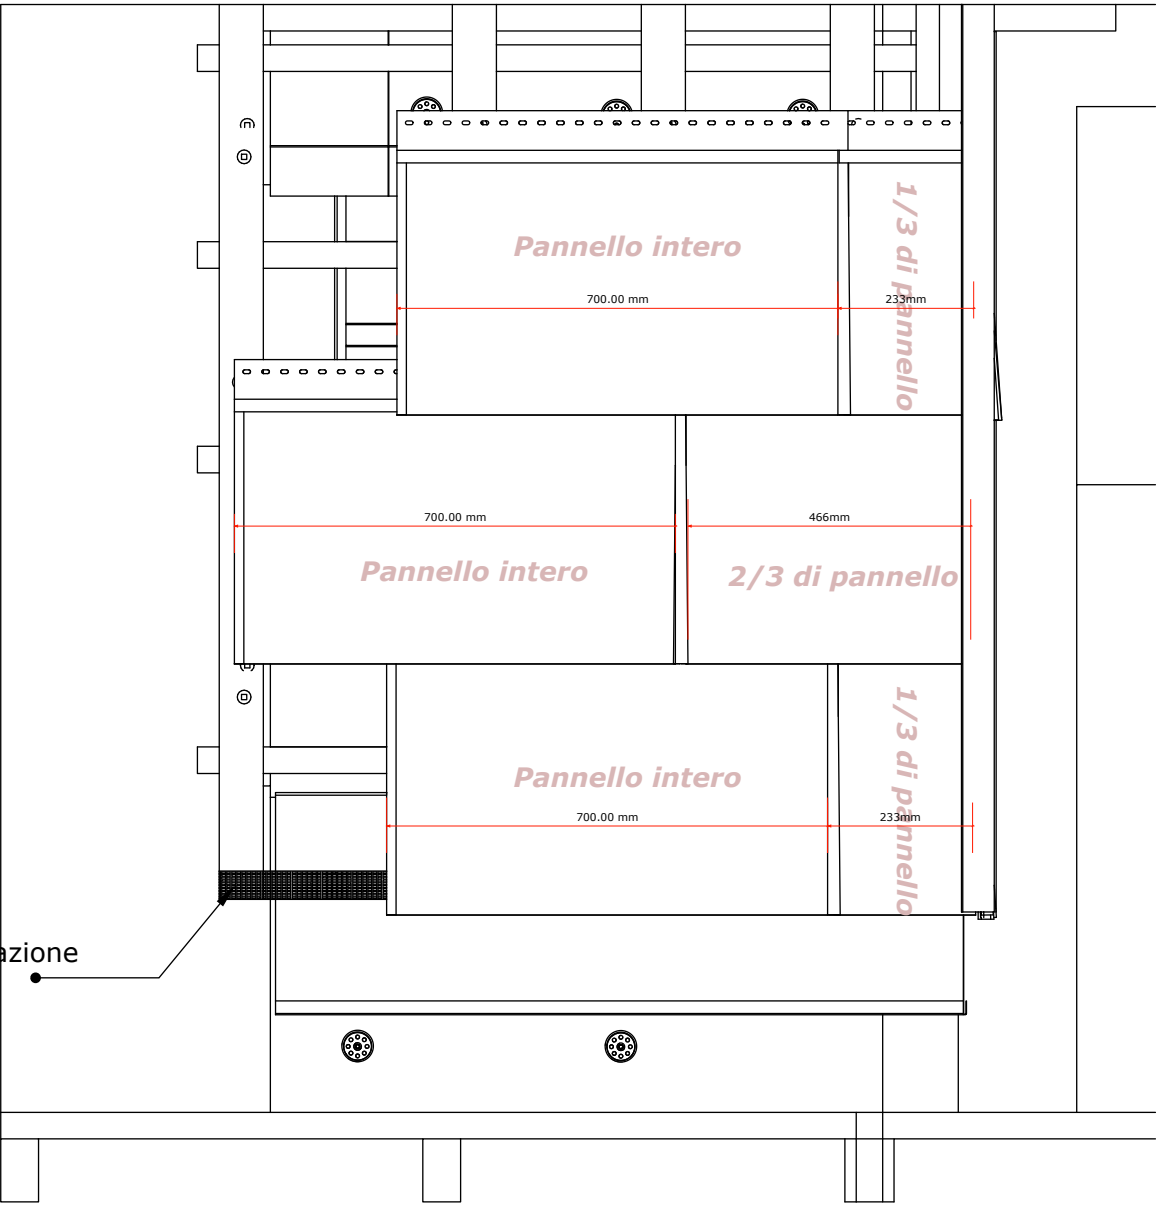 Pannello intero
1/3 di pannello
700.00 mm
233mm
700.00 mm
466mm
Pannello intero
2/3 di pannello
Pannello intero
1/3 di pannello
700.00 mm
233mm
azione